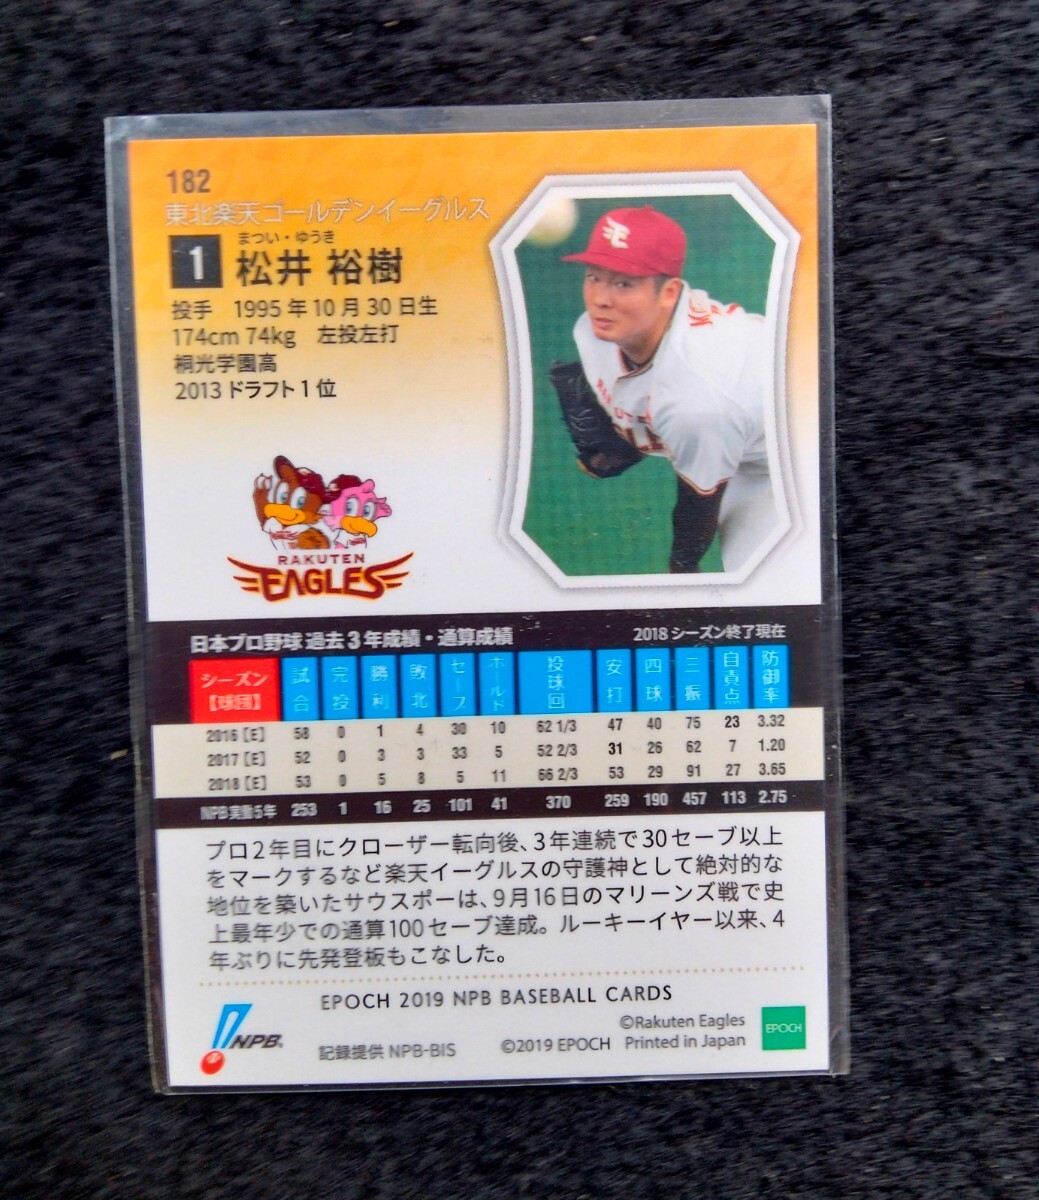 182
東北楽天ゴールデンイーグルス
まつい・ゆうき
1 松井 裕樹
投手 1995年10月30日生
174cm 74kg 左投左打
桐光学園高
2013 ドラフト1位
RAKUTEN
EAGLES
日本プロ野球 過去3年成績・通算成績 2018 シーズン終了現在
シーズン【球団】 試合 完投 勝利 敗北 セーブ ホールド 投球回 安打 四球 三振 自責点 防御率
2016 [E] 58 0 1 4 30 10 62 1/3 47 40 75 23 3.32
2017 [E] 52 0 3 3 33 5 52 2/3 31 26 62 7 1.20
2018 [E] 53 0 5 8 5 11 66 2/3 53 29 91 27 3.65
NPB実働5年 253 1 16 25 101 41 370 259 190 457 113 2.75
プロ2年目にクローザー転向後、3年連続で30セーブ以上
をマークするなど楽天イーグルスの守護神として絶対的な
地位を築いたサウスポーは、9月16日のマリーンズ戦で史
上最年少での通算100セーブ達成。ルーキーイヤー以来、4
年ぶりに先発登板もこなした。
EPOCH 2019 NPB BASEBALL CARDS
NPB
記録提供 NPB-BIS
©Rakuten Eagles
©2019 EPOCH Printed in Japan
EPOCH